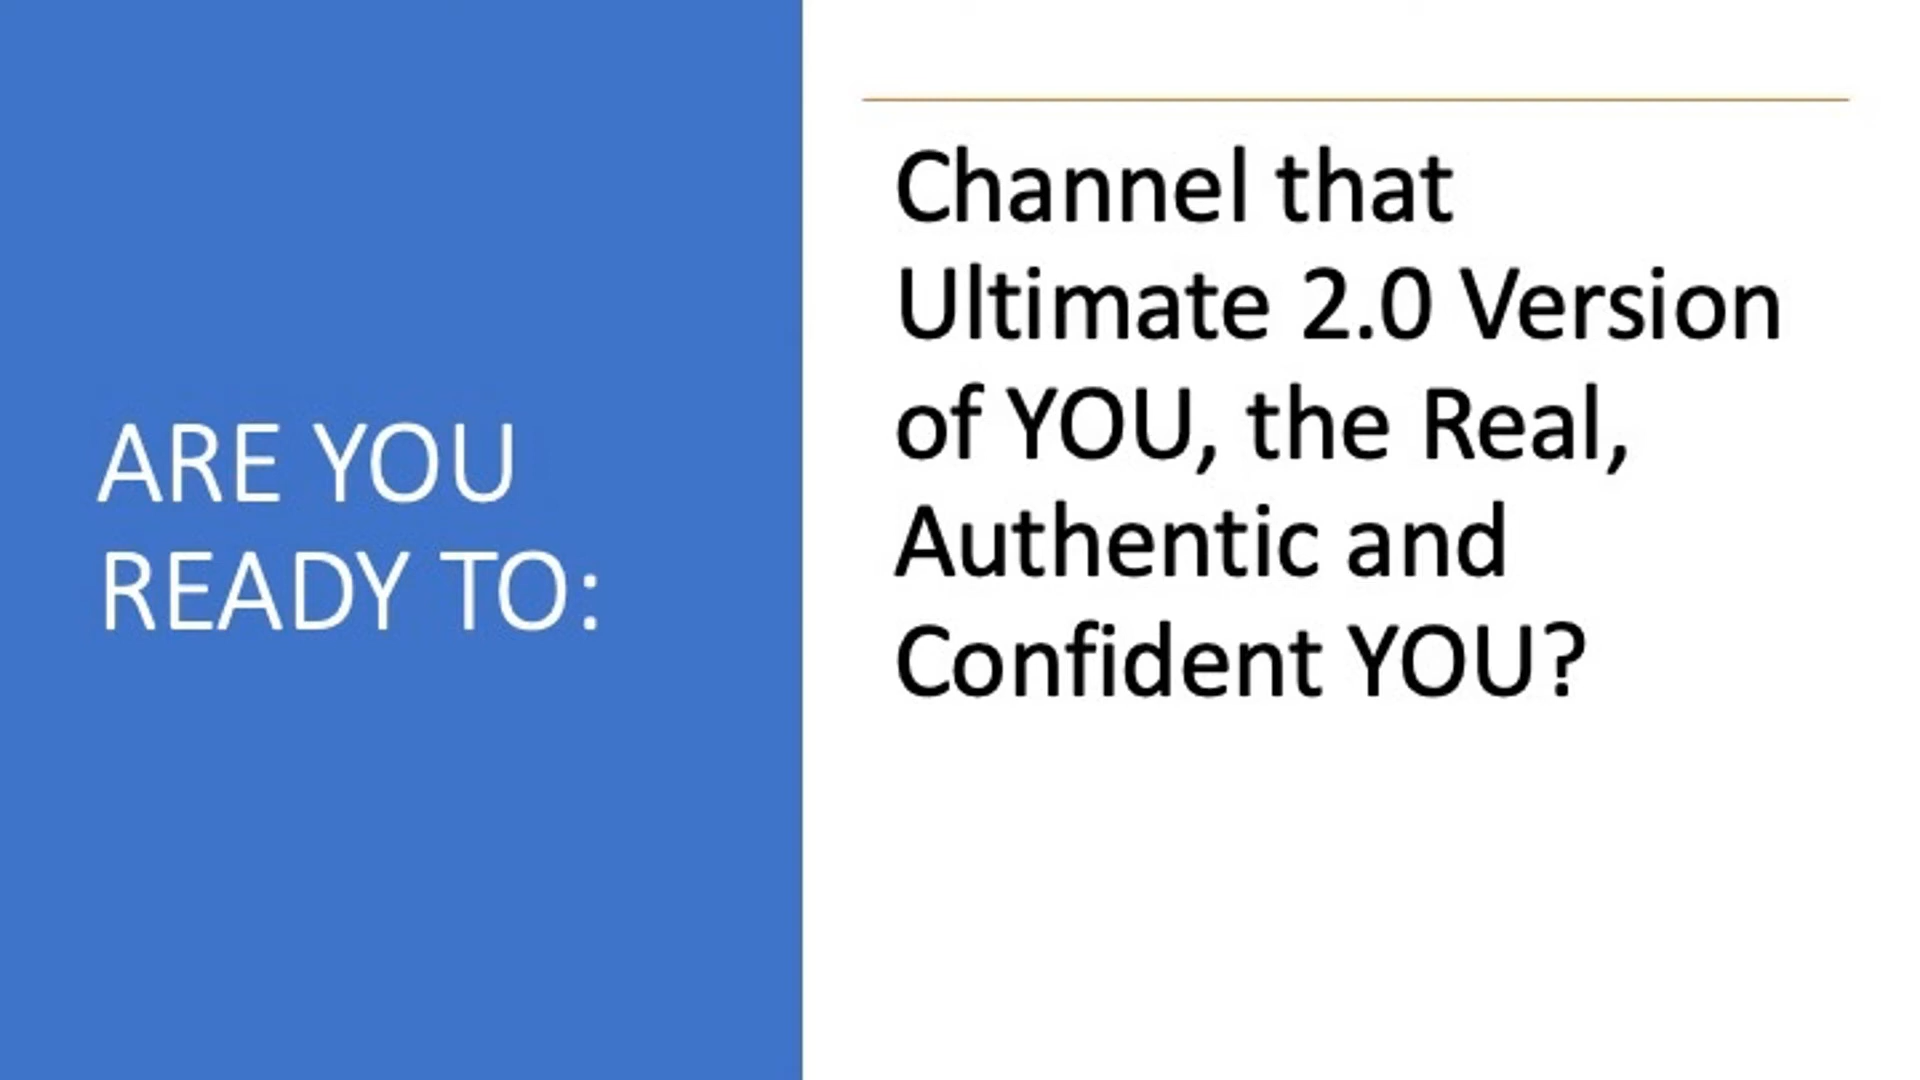 ARE YOU
READY TO:
Channel that
Ultimate 2.0 Version
of YOU, the Real,
Authentic and
Confident YOU?